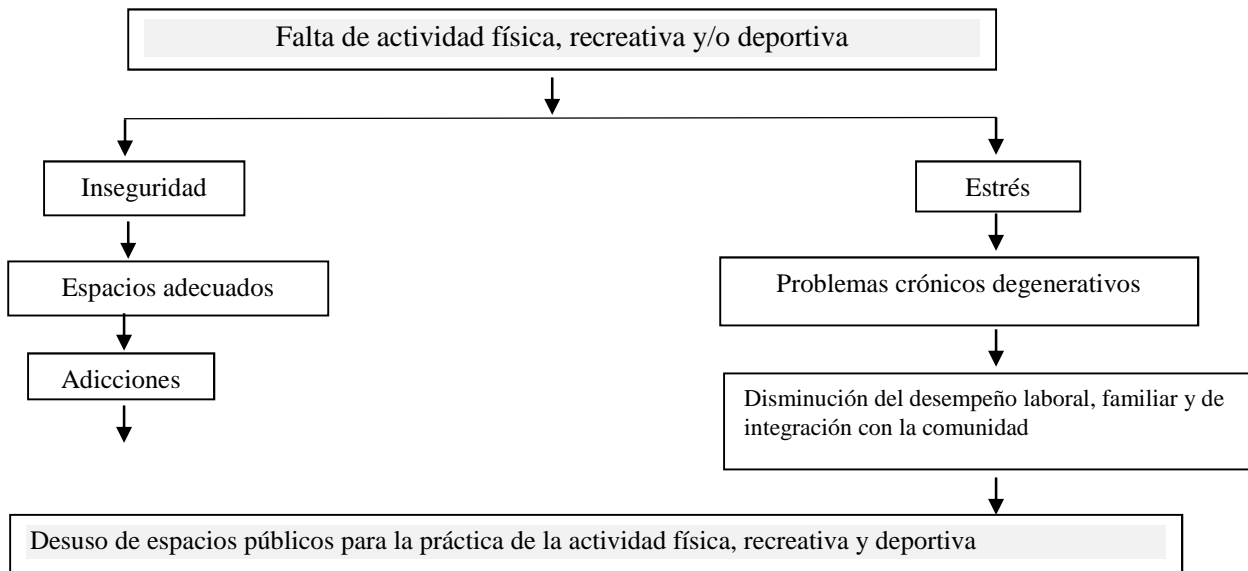 Falta de actividad física, recreativa y/o deportiva
Inseguridad
Estrés
Espacios adecuados
Problemas crónicos degenerativos
Adicciones
Disminución del desempeño laboral, familiar y de
integración con la comunidad
Desuso de espacios públicos para la práctica de la actividad física, recreativa y deportiva